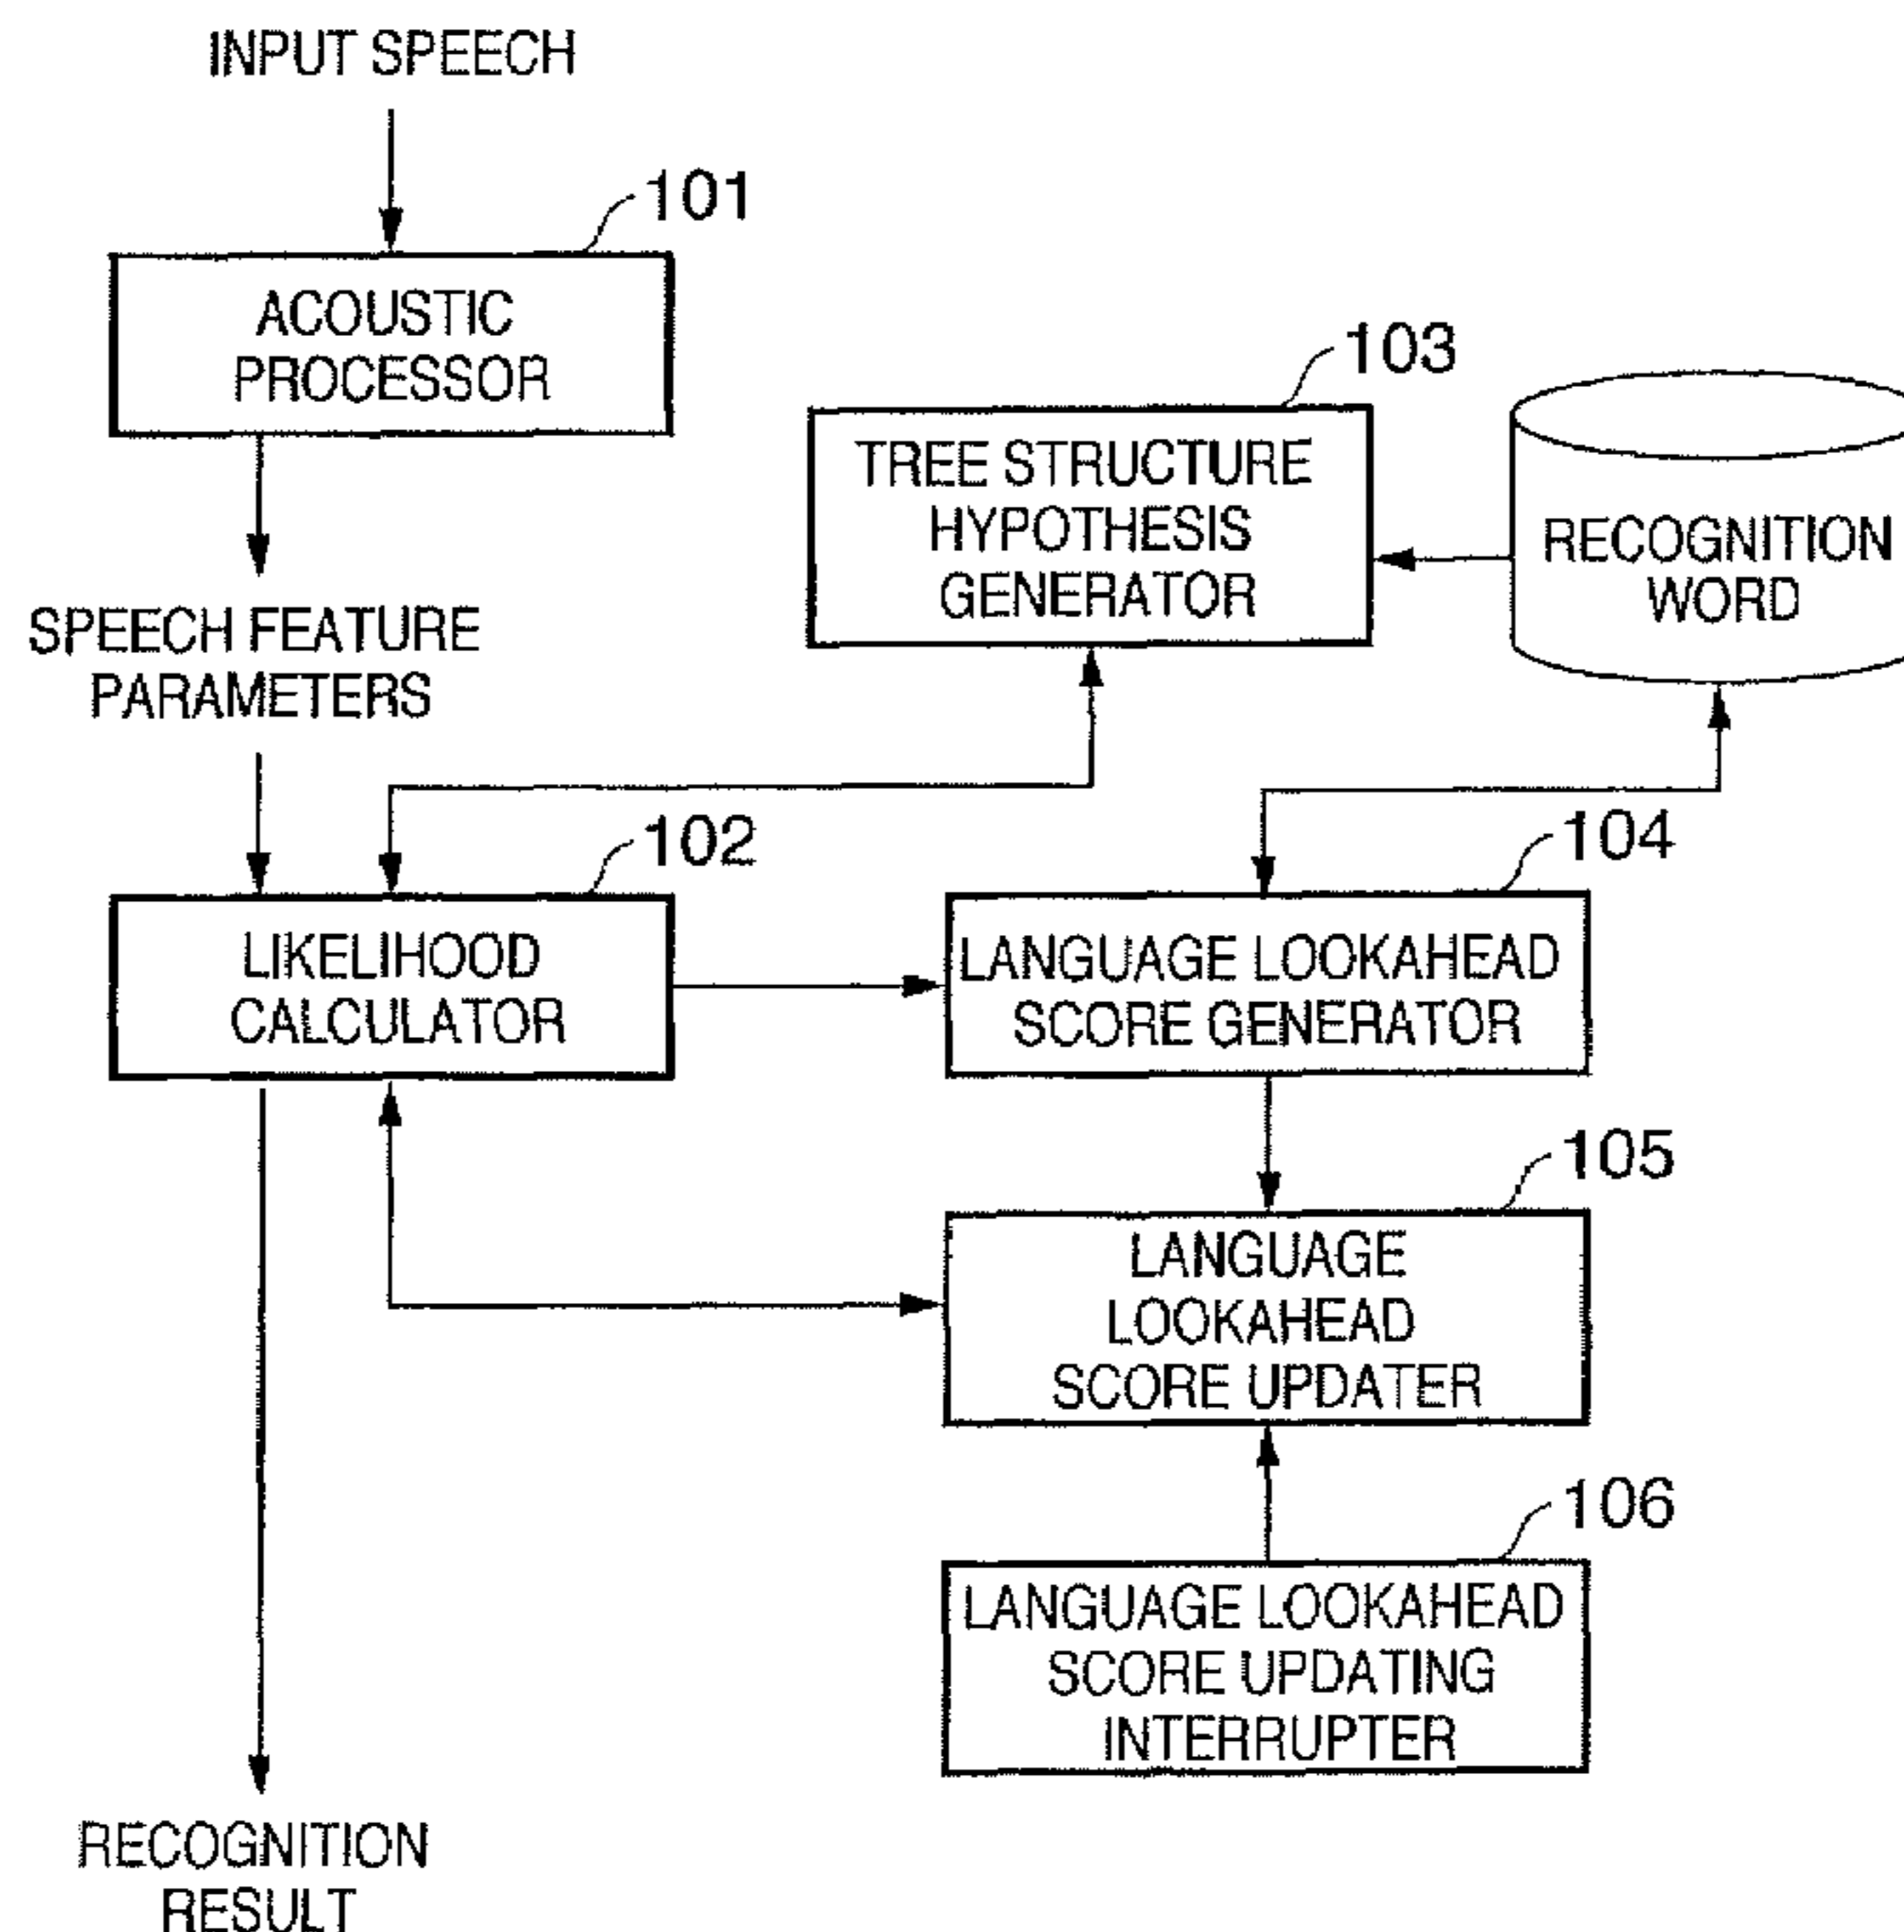 INPUT SPEECH
101
ACOUSTIC
PROCESSOR
103
TREE STRUCTURE
HYPOTHESIS
GENERATOR
RECOGNITION
WORD
SPEECH FEATURE
PARAMETERS
102
LIKELIHOOD
CALCULATOR
104
LANGUAGE LOOKAHEAD
SCORE GENERATOR
105
LANGUAGE
LOOKAHEAD
SCORE UPDATER
106
LANGUAGE LOOKAHEAD
SCORE UPDATING
INTERRUPTER
RECOGNITION
RESULT